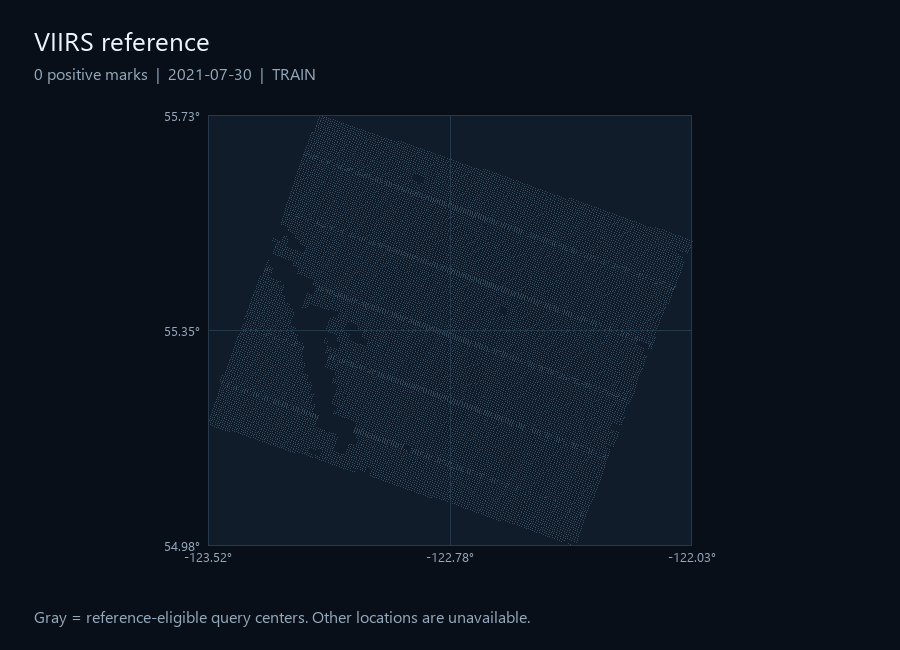 VIIRS reference
0 positive marks | 2021-07-30 | TRAIN
55.73°
55.35°
54.98°
-123.52°
-122.78°
-122.03°
Gray = reference-eligible query centers. Other locations are unavailable.